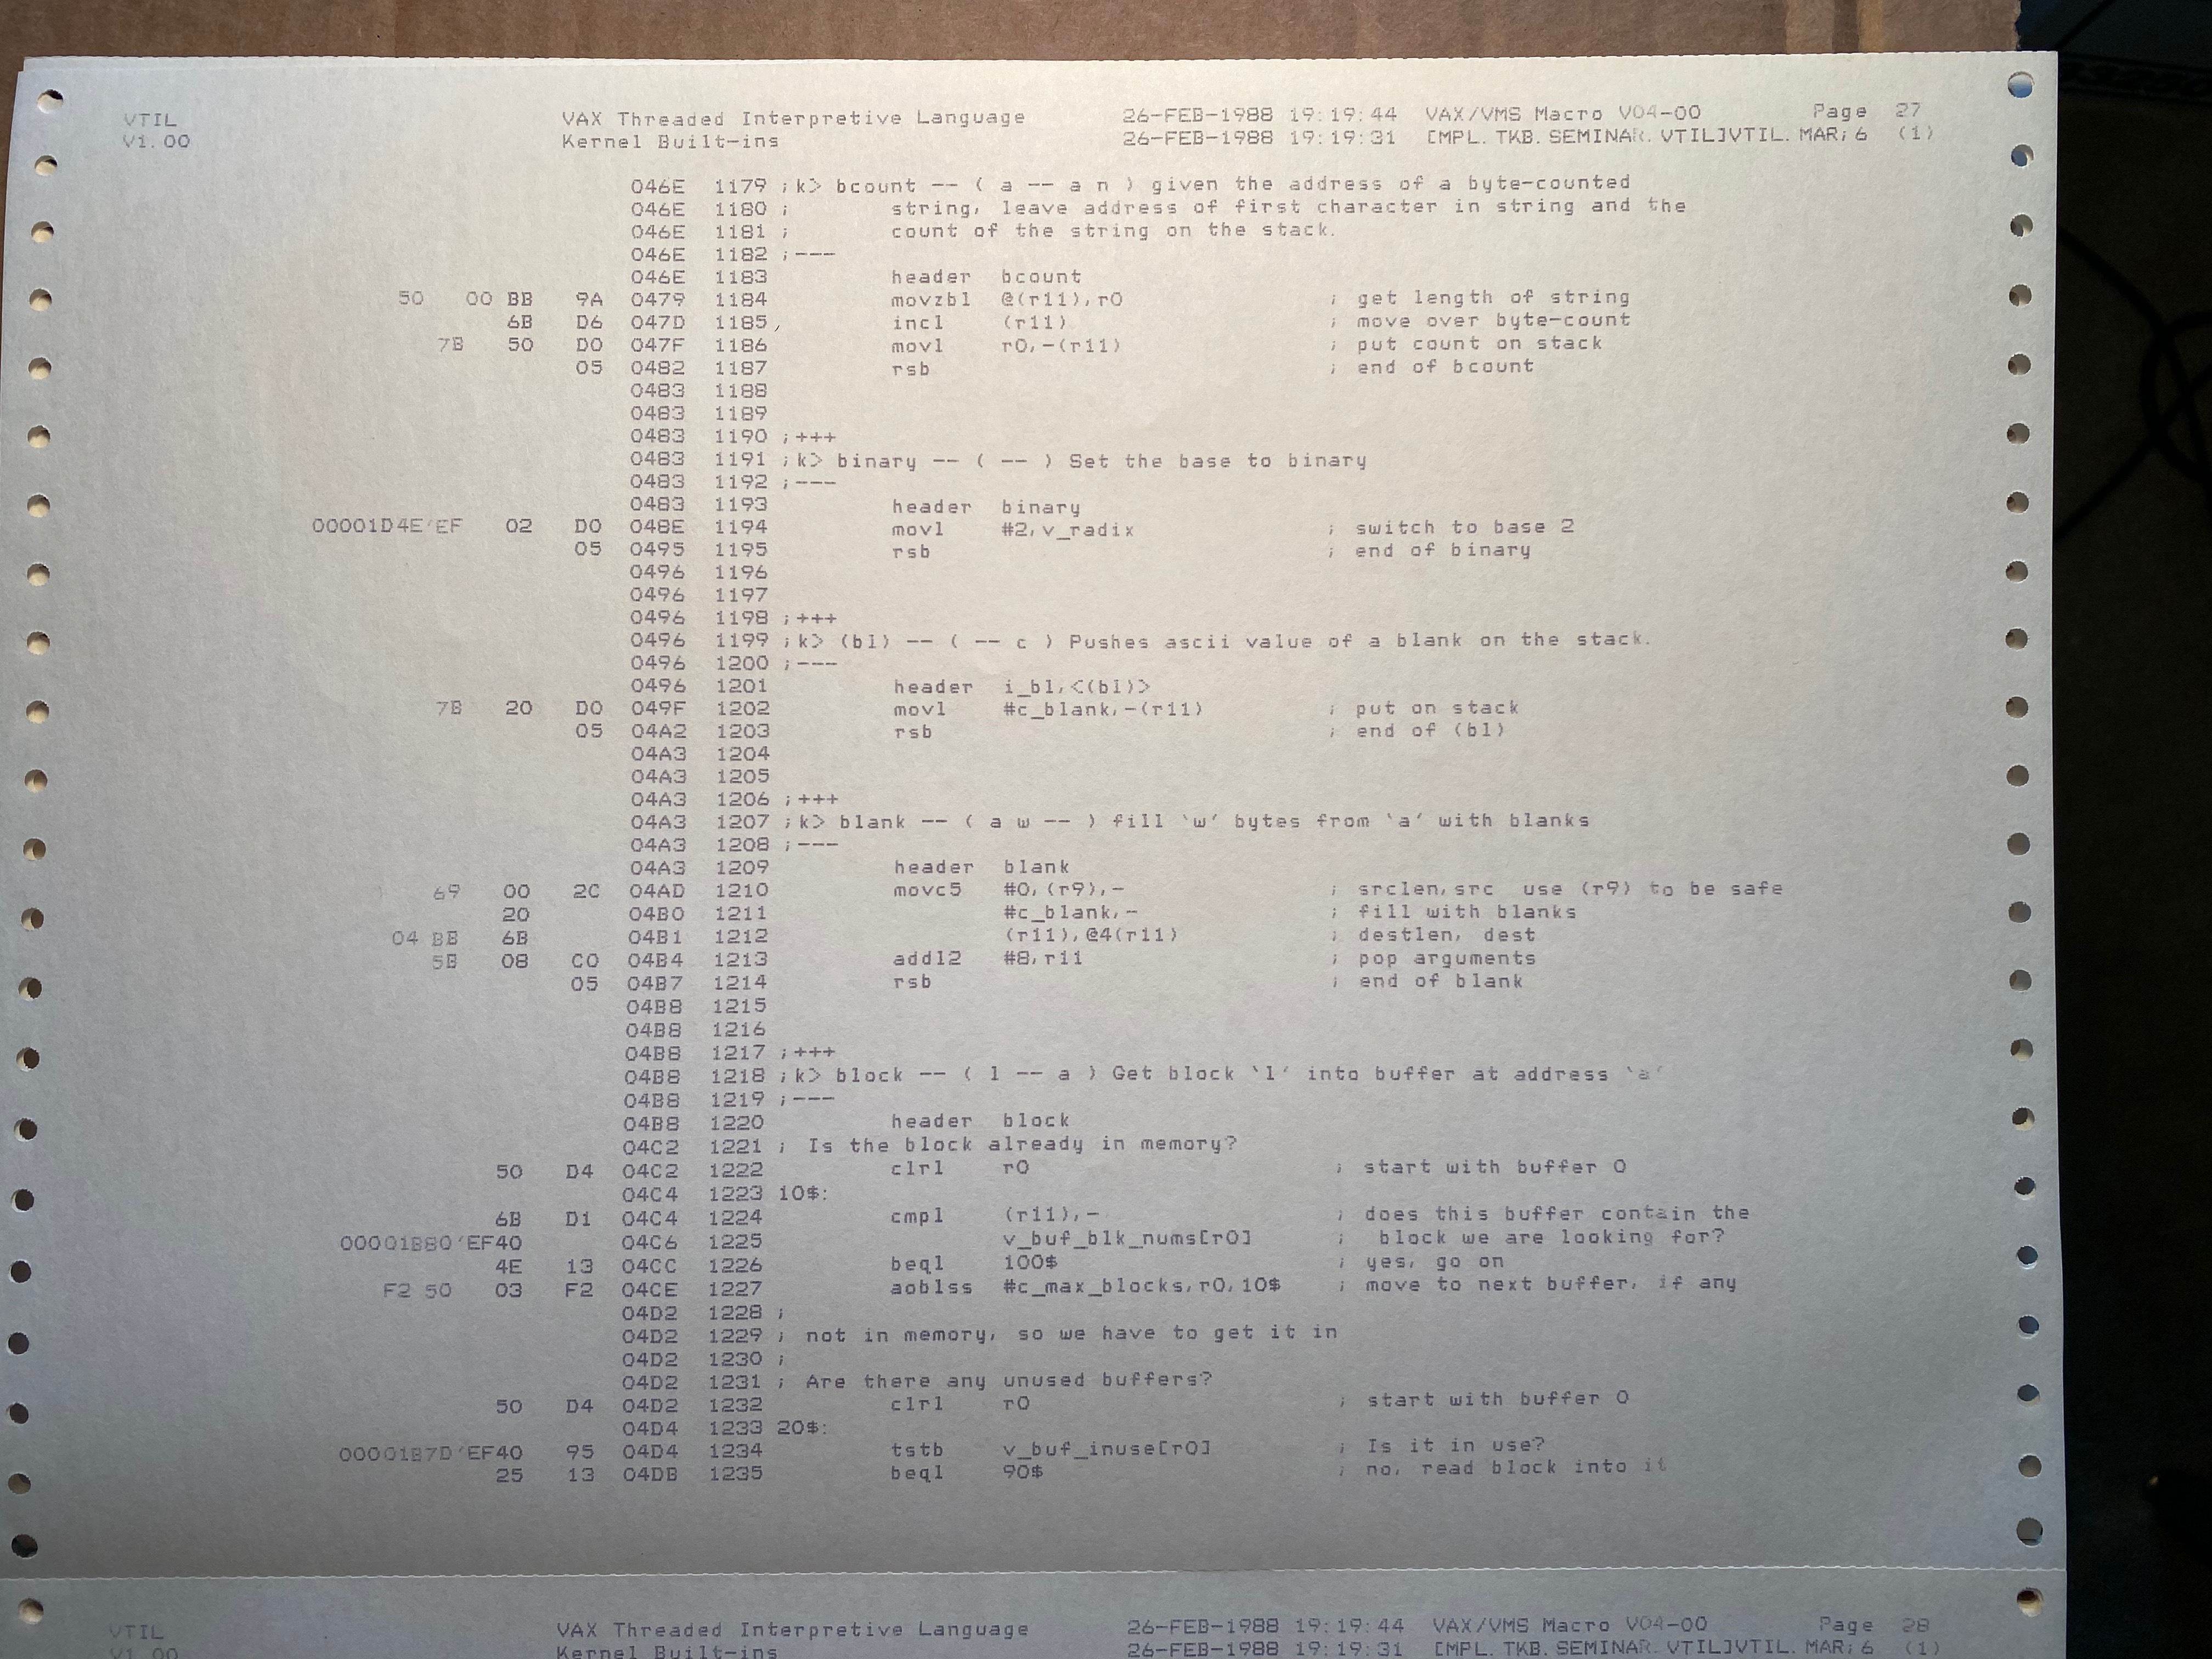 VTIL VAX Threaded Interpretive Language 26-FEB-1988 19:19:44 VAX/VMS Macro V04-00 Page 27
V1.00 Kernel Built-ins 26-FEB-1988 19:19:31 [MPL.TKB.SEMINAR.VTIL]VTIL.MAR;6 (1)
046E 1179 ;k> bcount -- ( a -- a n ) given the address of a byte-counted
046E 1180 ; string, leave address of first character in string and the
046E 1181 ; count of the string on the stack.
046E 1182 ;---
046E 1183 header bcount
50 00 BB 9A 0479 1184 movzbl @(r11),r0 ; get length of string
6B D6 047D 1185 incl (r11) ; move over byte-count
7B 50 D0 047F 1186 movl r0,-(r11) ; put count on stack
05 0482 1187 rsb ; end of bcount
0483 1188
0483 1189
0483 1190 ;+++
0483 1191 ;k> binary -- ( -- ) Set the base to binary
0483 1192 ;---
0483 1193 header binary
00001D4E'EF 02 D0 048E 1194 movl #2,v_radix ; switch to base 2
05 0495 1195 rsb ; end of binary
0496 1196
0496 1197
0496 1198 ;+++
0496 1199 ;k> (bl) -- ( -- c ) Pushes ascii value of a blank on the stack.
0496 1200 ;---
0496 1201 header i_bl,<(bl)>
7B 20 D0 049F 1202 movl #c_blank,-(r11) ; put on stack
05 04A2 1203 rsb ; end of (bl)
04A3 1204
04A3 1205
04A3 1206 ;+++
04A3 1207 ;k> blank -- ( a w -- ) fill `w' bytes from `a' with blanks
04A3 1208 ;---
04A3 1209 header blank
69 00 2C 04AD 1210 movc5 #0,(r9),- ; srclen,src use (r9) to be safe
20 04B0 1211 #c_blank,- ; fill with blanks
04 BB 6B 04B1 1212 (r11),@4(r11) ; destlen, dest
5B 08 C0 04B4 1213 addl2 #8,r11 ; pop arguments
05 04B7 1214 rsb ; end of blank
04B8 1215
04B8 1216
04B8 1217 ;+++
04B8 1218 ;k> block -- ( l -- a ) Get block `l' into buffer at address `a'
04B8 1219 ;---
04B8 1220 header block
04C2 1221 ; Is the block already in memory?
50 D4 04C2 1222 clrl r0 ; start with buffer 0
04C4 1223 10$:
6B D1 04C4 1224 cmpl (r11),- ; does this buffer contain the
00001B80'EF40 04C6 1225 v_buf_blk_nums[r0] ; block we are looking for?
4E 13 04CC 1226 beql 100$ ; yes, go on
F2 50 03 F2 04CE 1227 aoblss #c_max_blocks,r0,10$ ; move to next buffer, if any
04D2 1228 ;
04D2 1229 ; not in memory, so we have to get it in
04D2 1230 ;
04D2 1231 ; Are there any unused buffers?
50 D4 04D2 1232 clrl r0 ; start with buffer 0
04D4 1233 20$:
00001B7D'EF40 95 04D4 1234 tstb v_buf_inuse[r0] ; Is it in use?
25 13 04DB 1235 beql 90$ ; no, read block into it
VTIL VAX Threaded Interpretive Language 26-FEB-1988 19:19:44 VAX/VMS Macro V04-00 Page 28
V1.00 Kernel Built-ins 26-FEB-1988 19:19:31 [MPL.TKB.SEMINAR.VTIL]VTIL.MAR;6 (1)